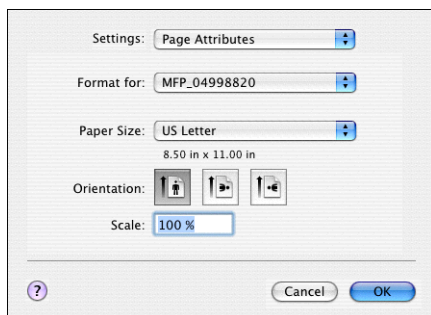 Settings: Page Attributes
Format for: MFP_04998820
Paper Size: US Letter
8.50 in x 11.00 in
Orientation:
Scale: 100 %
? Cancel OK